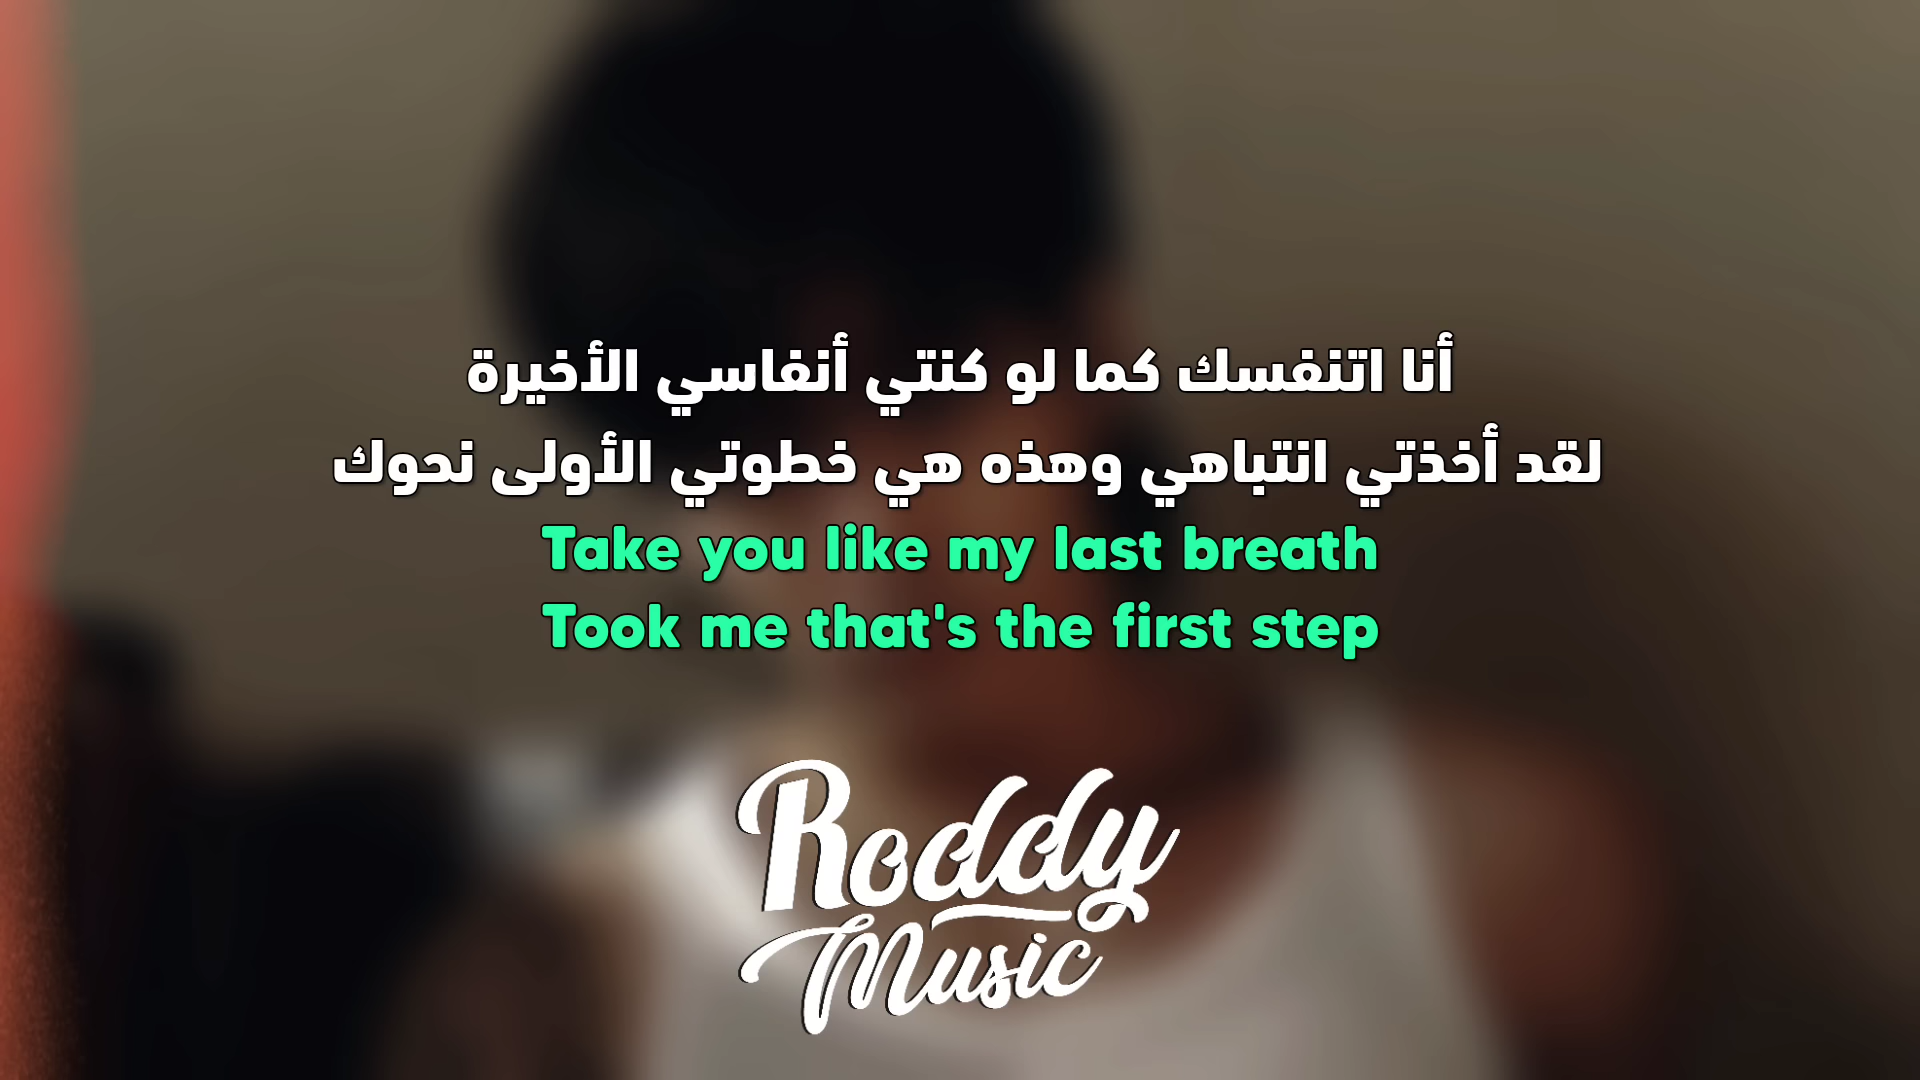 أنا اتنفسك كما لو كنتي أنفاسي الأخيرة
لقد أخذتي انتباهي وهذه هي خطوتي الأولى نحوك
Take you like my last breath
Took me that's the first step
Roddy
Music